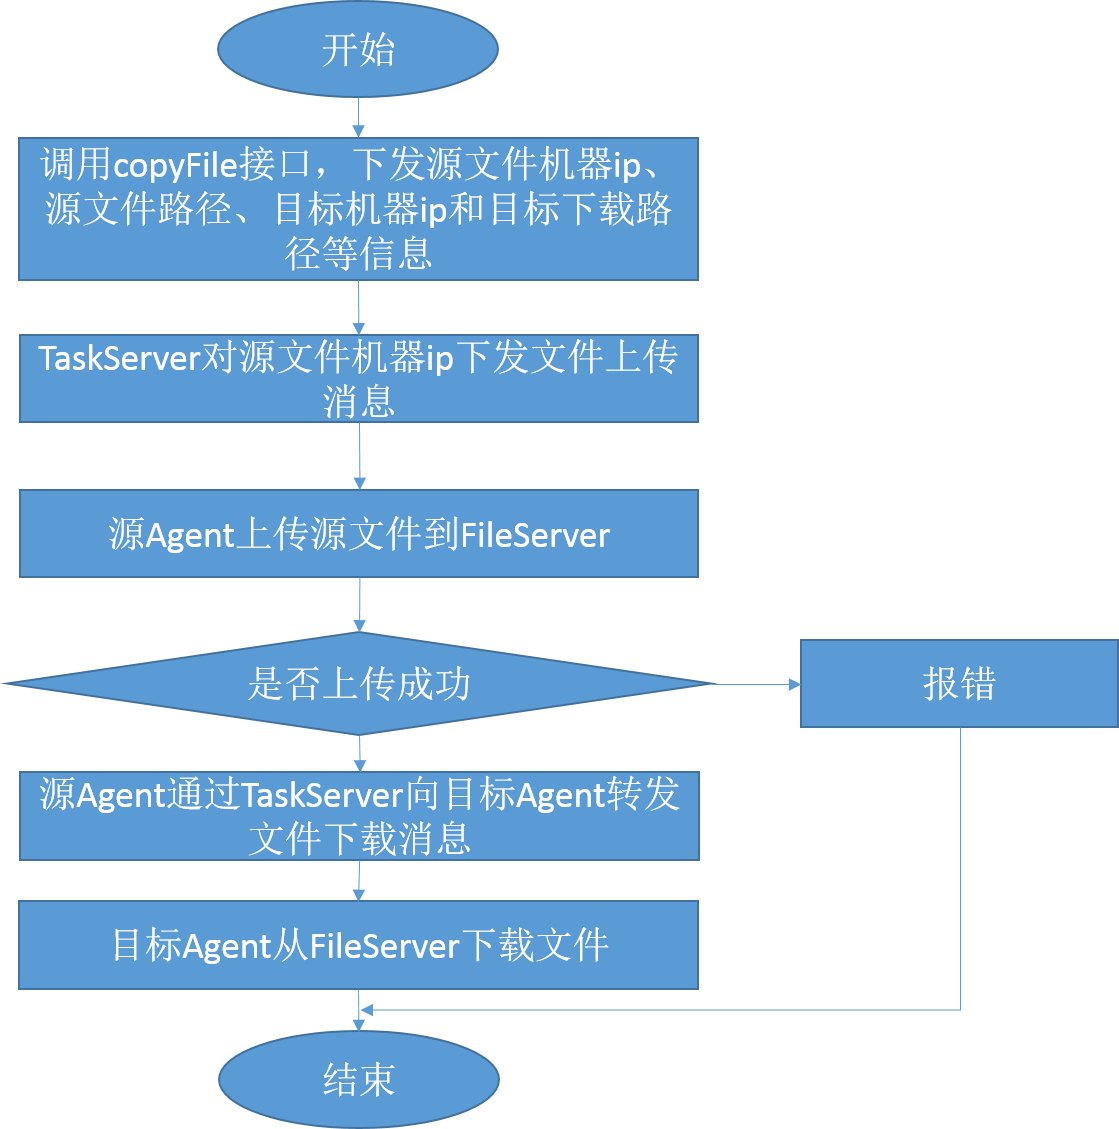 开始
调用copyFile接口，下发源文件机器ip、
源文件路径、目标机器ip和目标下载路
径等信息
TaskServer对源文件机器ip下发文件上传
消息
源Agent上传源文件到FileServer
是否上传成功
报错
源Agent通过TaskServer向目标Agent转发
文件下载消息
目标Agent从FileServer下载文件
结束